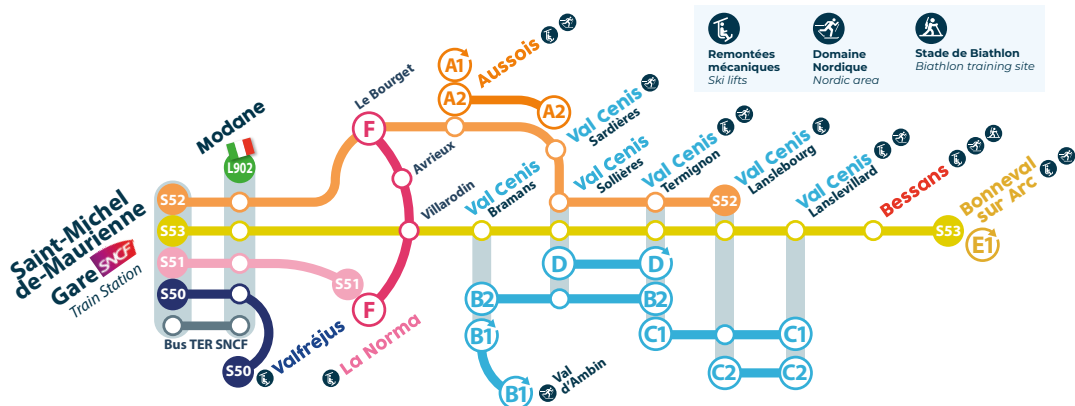 Remontées
mécaniques
Ski lifts
Domaine
Nordique
Nordic area
Stade de Biathlon
Biathlon training site
Saint-Michel
de-Maurienne
Gare SNCF
Train Station
Modane
L902
S52
S53
S51
S50
Bus TER SNCF
S50
Valfréjus
S51
La Norma
F
F
Le Bourget
Avrieux
Villarodin
A1
A2
A2
Aussois
Val Cenis
Sardières
Val Cenis
Bramans
Val Cenis
Sollières
Val Cenis
Termignon
Val Cenis
Lanslebourg
S52
Val Cenis
Lanslevillard
Bessans
S53
Bonneval
sur Arc
E1
D
D
B2
B2
B1
B1
Val
d'Ambin
C1
C1
C2
C2